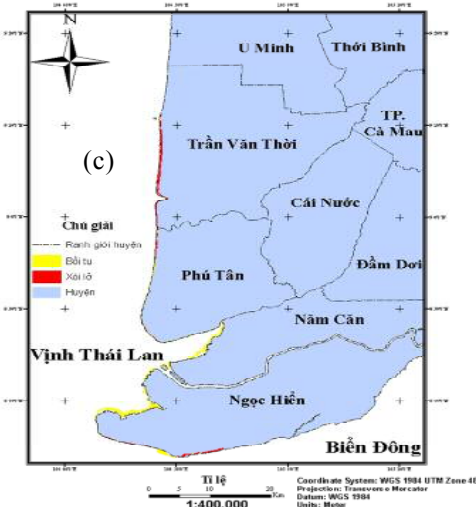 N
U Minh
Thới Bình
TP.
Cà Mau
Trần Văn Thời
(c)
Cái Nước
Chú giải
Ranh giới huyện
Bồi tụ
Xói lở
Huyện
Phú Tân
Đầm Dơi
Năm Căn
Vịnh Thái Lan
Ngọc Hiển
Biển Đông
Tỉ lệ
0 5 10 20
Km
1:400,000
Coordinate System: WGS 1984 UTM Zone 48
Projection: Transverse Mercator
Datum: WGS 1984
Units: Meter